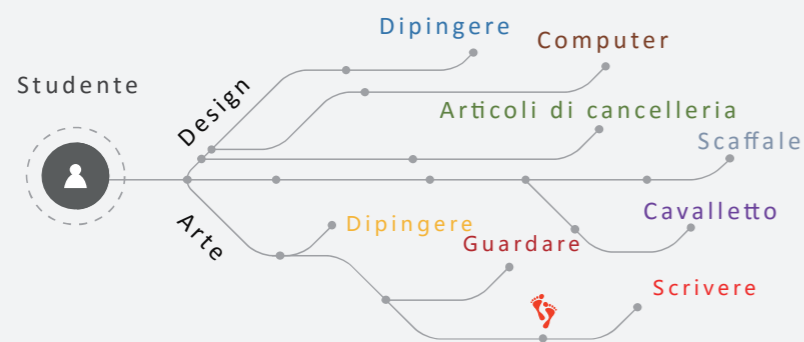 Dipingere
Computer
Studente
Design
Articoli di cancelleria
Scaffale
Arte
Dipingere
Cavalletto
Guardare
Scrivere